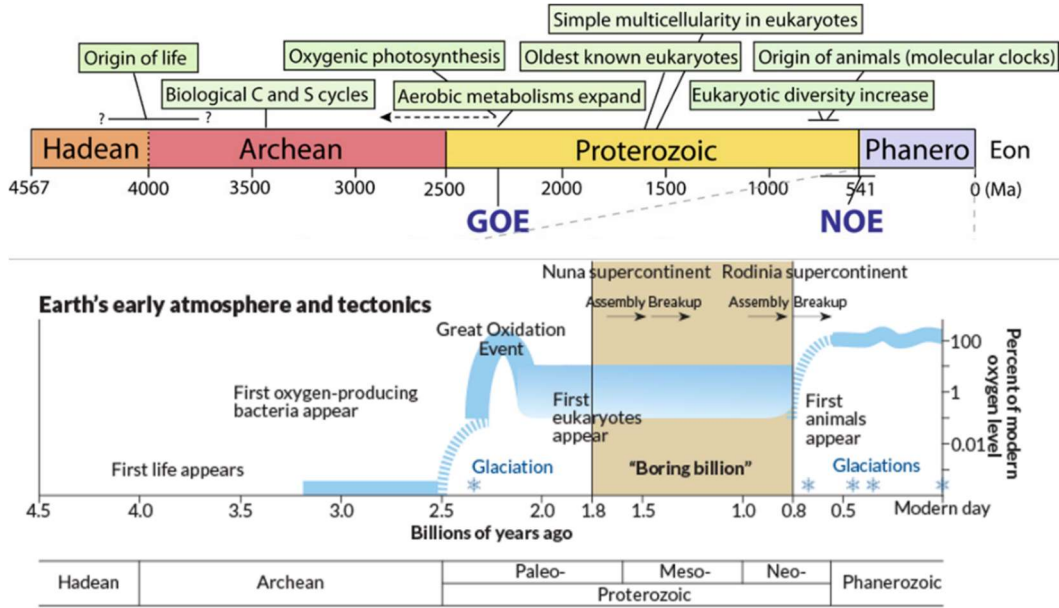 Simple multicellularity in eukaryotes
Origin of life
Oxygenic photosynthesis
Oldest known eukaryotes
Origin of animals (molecular clocks)
Biological C and S cycles
Aerobic metabolisms expand
Eukaryotic diversity increase
? ?
Hadean Archean Proterozoic Phanero Eon
4567 4000 3500 3000 2500 2000 1500 1000 541 0 (Ma)
GOE NOE
Nuna supercontinent Rodinia supercontinent
Earth's early atmosphere and tectonics
Assembly Breakup Assembly Breakup
Great Oxidation
Event
100
First oxygen-producing
bacteria appear
1
First
eukaryotes
appear
First
animals
appear
0.01
Percent of modern
oxygen level
First life appears
Glaciation
"Boring billion"
Glaciations
4.5 4.0 3.5 3.0 2.5 2.0 1.8 1.5 1.0 0.8 0.5 Modern day
Billions of years ago
Hadean Archean Paleo- Meso- Neo- Phanerozoic
Proterozoic